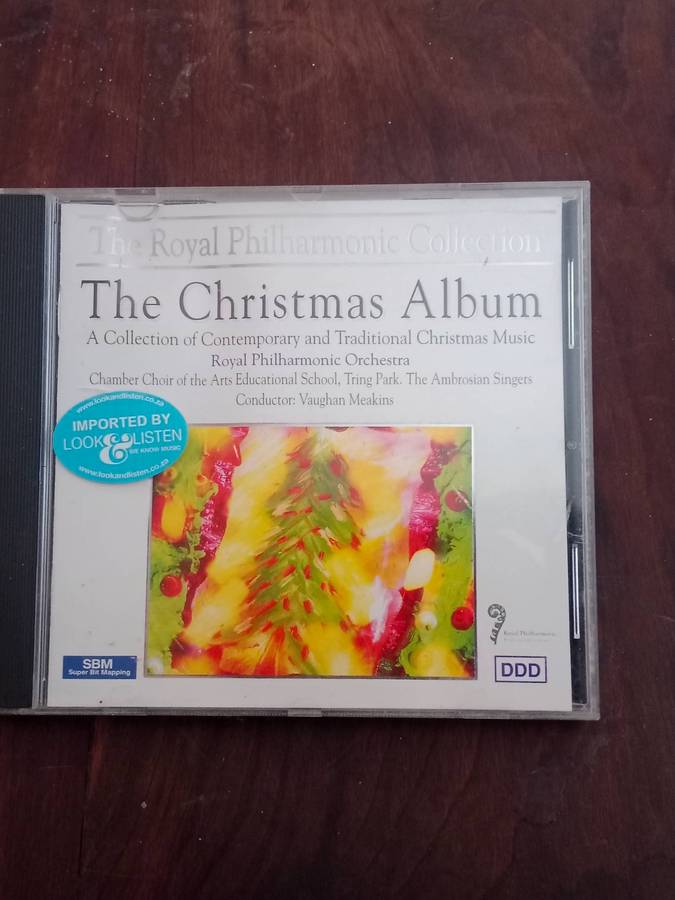 The Royal Philharmonic Collection
The Christmas Album
A Collection of Contemporary and Traditional Christmas Music
Royal Philharmonic Orchestra
Chamber Choir of the Arts Educational School, Tring Park. The Ambrosian Singers
Conductor: Vaughan Meakins
www.lookandlisten.co.za
IMPORTED BY
LOOK & LISTEN
WE KNOW MUSIC
www.lookandlisten.co.za
Royal Philharmonic
SBM
Super Bit Mapping
DDD